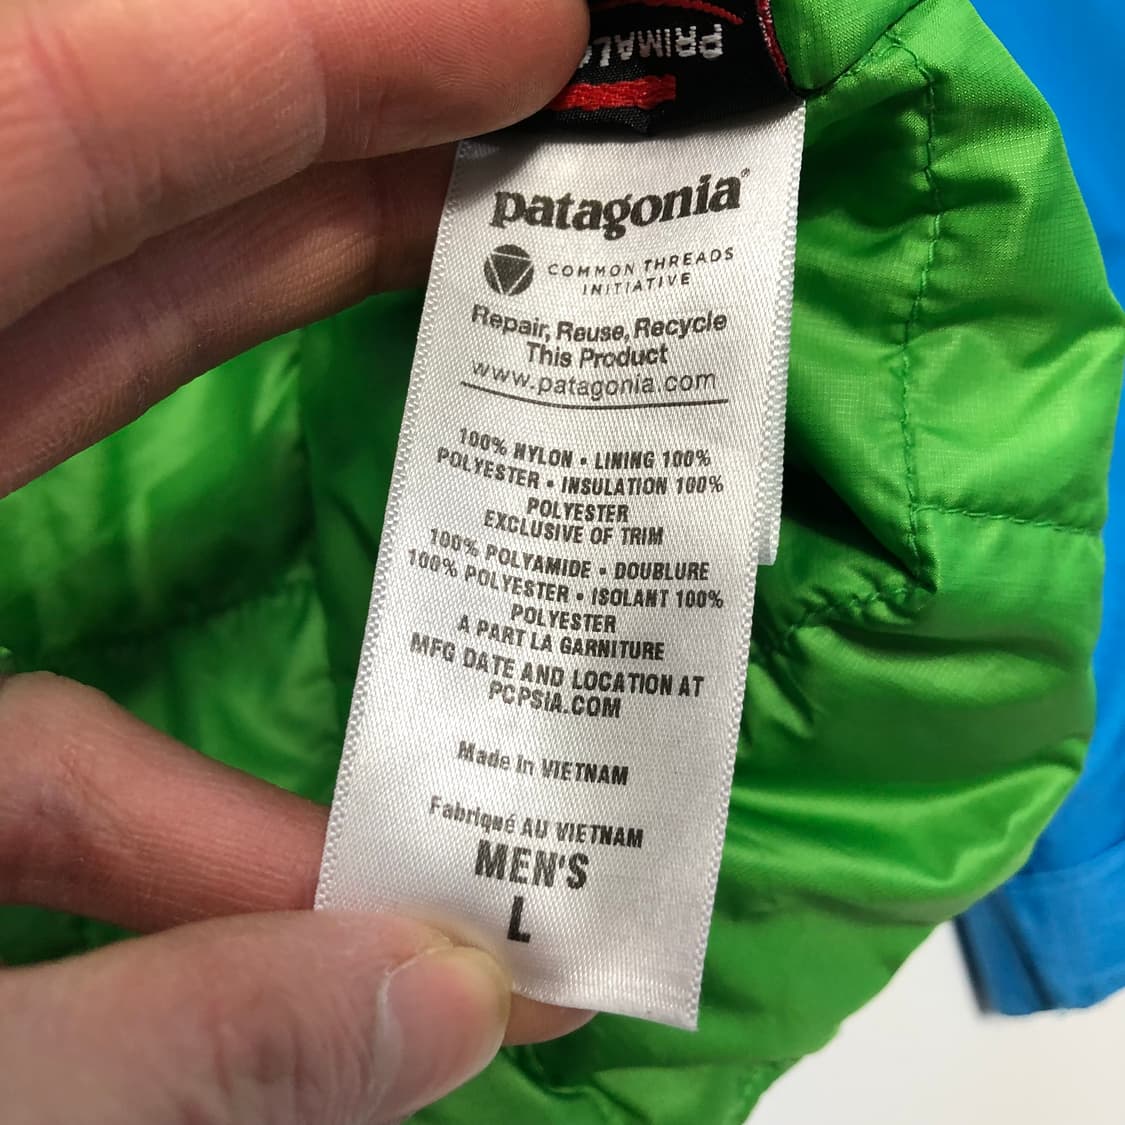 PRIMAL
patagonia®
COMMON THREADS
INITIATIVE
Repair, Reuse, Recycle
This Product
www.patagonia.com
100% NYLON • LINING 100%
POLYESTER • INSULATION 100%
POLYESTER
EXCLUSIVE OF TRIM
100% POLYAMIDE • DOUBLURE
100% POLYESTER • ISOLANT 100%
POLYESTER
A PART LA GARNITURE
MFG DATE AND LOCATION AT
PCPSIA.COM
Made in VIETNAM
Fabriqué AU VIETNAM
MEN'S
L